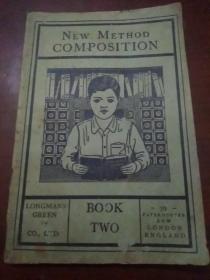 NEW METHOD
COMPOSITION
LONGMANS
GREEN
CO., LTD.
BOOK
TWO
39
PATERNOSTER
ROW
LONDON
ENGLAND